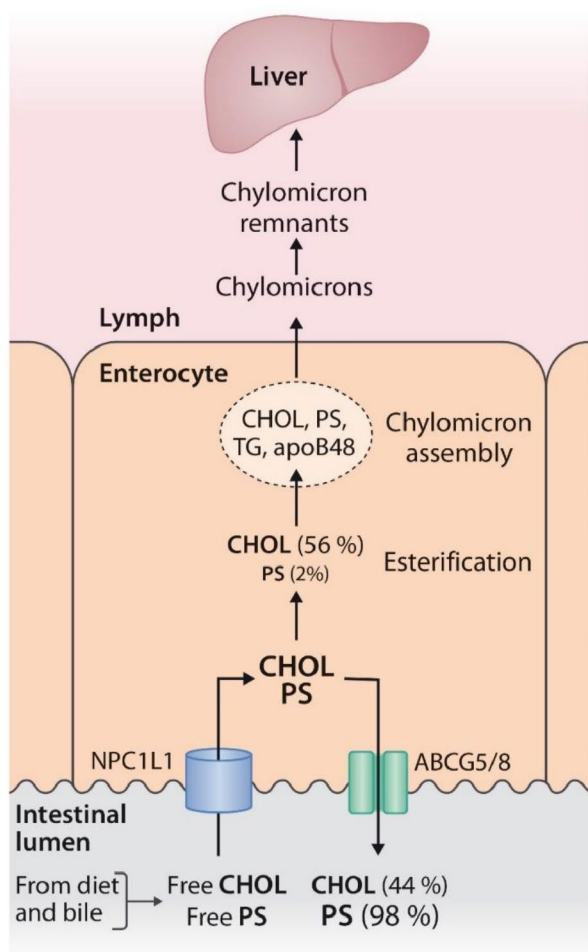 Liver
Chylomicron
remnants
Chylomicrons
Lymph
Enterocyte
CHOL, PS,
TG, apoB48
Chylomicron
assembly
CHOL (56 %)
PS (2%)
Esterification
CHOL
PS
NPC1L1
ABCG5/8
Intestinal
lumen
From diet
and bile
Free CHOL
Free PS
CHOL (44 %)
PS (98 %)